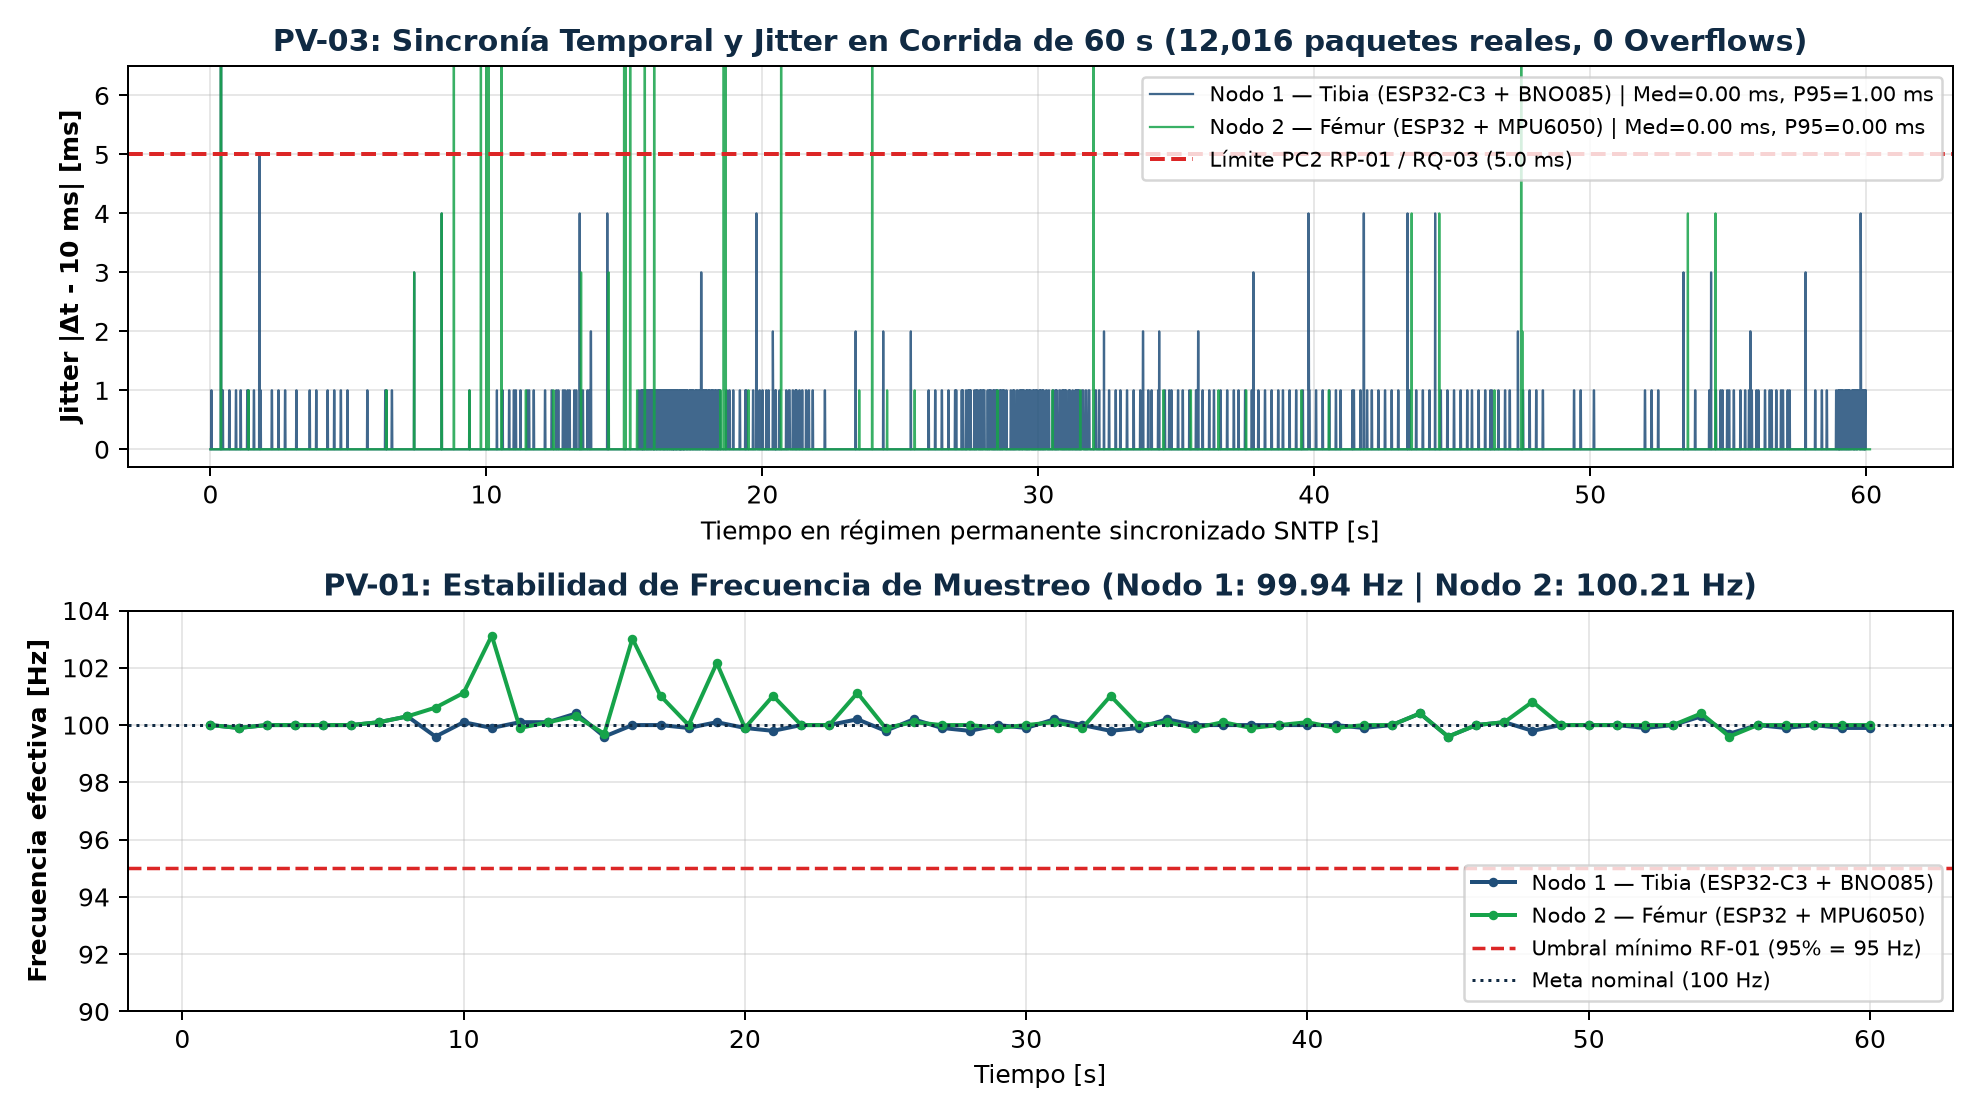 PV-03: Sincronía Temporal y Jitter en Corrida de 60 s (12,016 paquetes reales, 0 Overflows)
Jitter |Δt - 10 ms| [ms]
6
5
4
3
2
1
0
Nodo 1 — Tibia (ESP32-C3 + BNO085) | Med=0.00 ms, P95=1.00 ms
Nodo 2 — Fémur (ESP32 + MPU6050) | Med=0.00 ms, P95=0.00 ms
Límite PC2 RP-01 / RQ-03 (5.0 ms)
0 10 20 30 40 50 60
Tiempo en régimen permanente sincronizado SNTP [s]
PV-01: Estabilidad de Frecuencia de Muestreo (Nodo 1: 99.94 Hz | Nodo 2: 100.21 Hz)
Frecuencia efectiva [Hz]
104
102
100
98
96
94
92
90
Nodo 1 — Tibia (ESP32-C3 + BNO085)
Nodo 2 — Fémur (ESP32 + MPU6050)
Umbral mínimo RF-01 (95% = 95 Hz)
Meta nominal (100 Hz)
0 10 20 30 40 50 60
Tiempo [s]